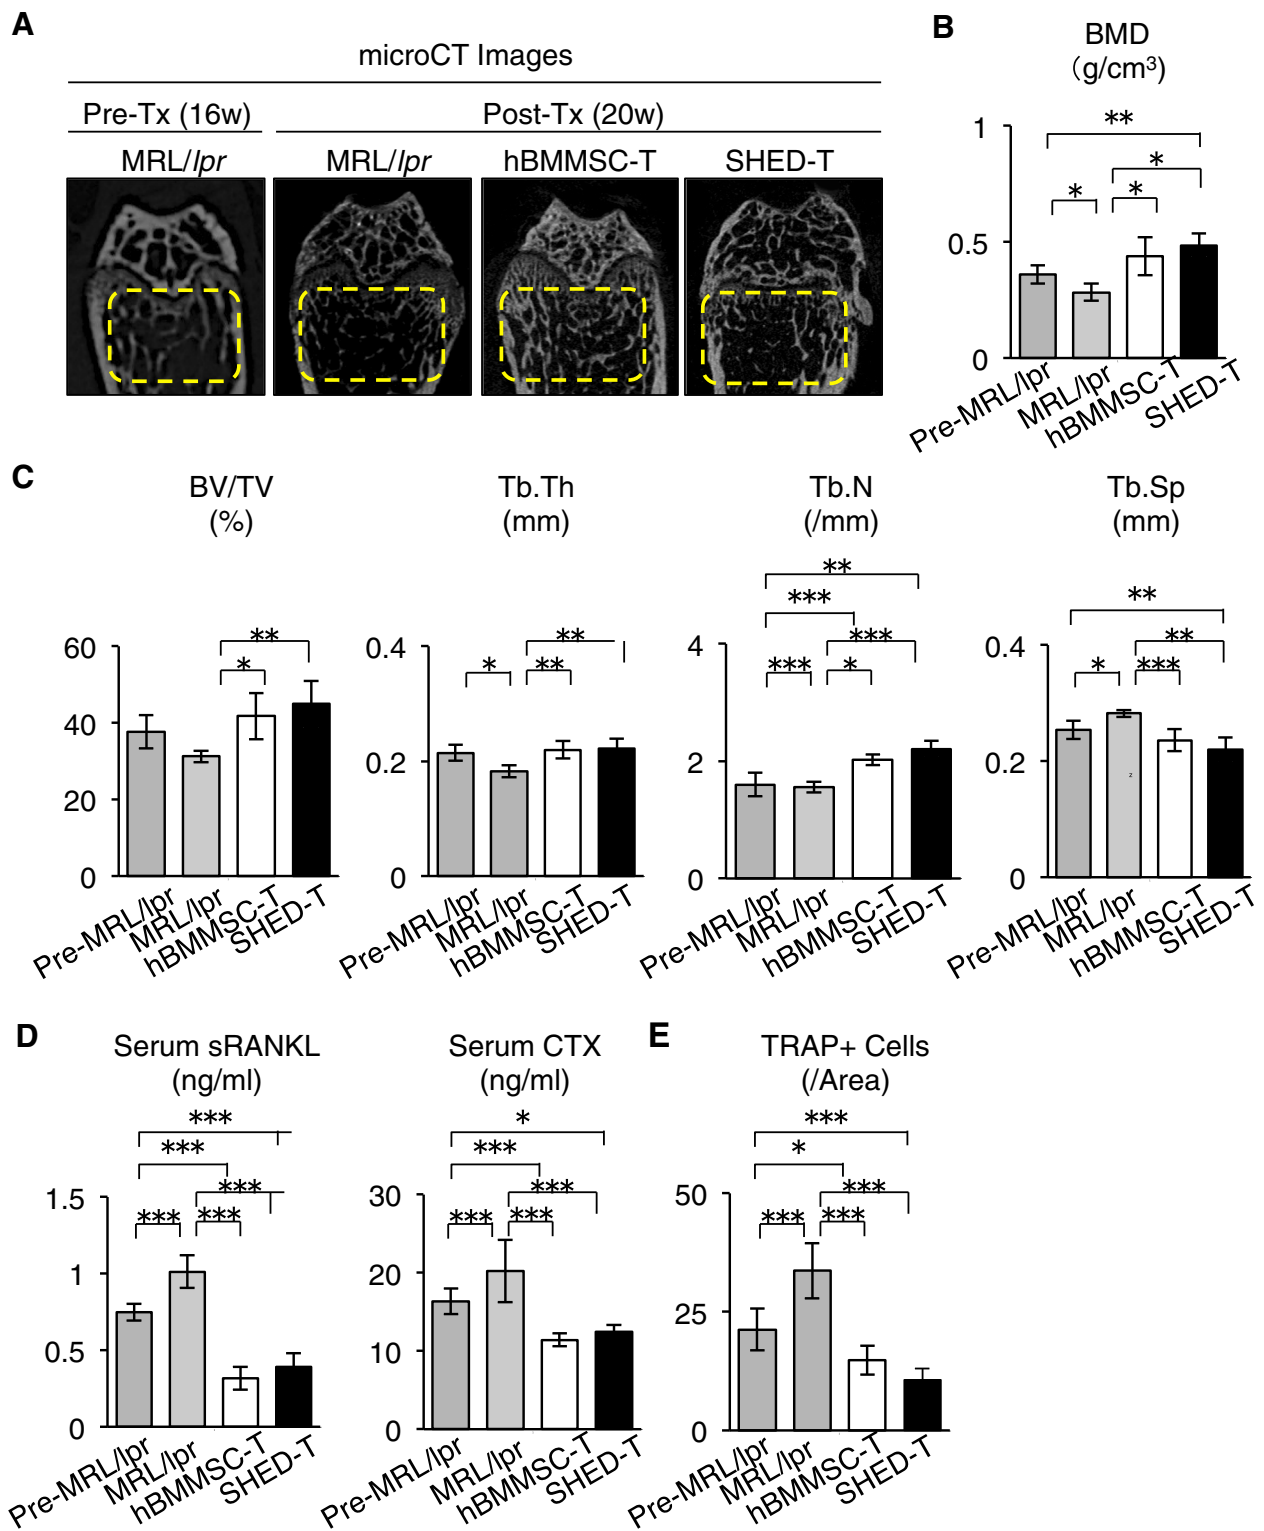 A
microCT Images
Pre-Tx (16w) Post-Tx (20w)
MRL/lpr MRL/lpr hBMMSC-T SHED-T
B
BMD
(g/cm³)
**
*
* *
1
0.5
0
Pre-MRL/lpr MRL/lpr hBMMSC-T SHED-T
C
BV/TV
(%)
**
*
60
40
20
0
Pre-MRL/lpr MRL/lpr hBMMSC-T SHED-T
Tb.Th
(mm)
**
* **
0.4
0.2
0
Pre-MRL/lpr MRL/lpr hBMMSC-T SHED-T
Tb.N
(/mm)
**
***
***
*** *
4
2
0
Pre-MRL/lpr MRL/lpr hBMMSC-T SHED-T
Tb.Sp
(mm)
**
**
* ***
0.4
0.2
0
z
Pre-MRL/lpr MRL/lpr hBMMSC-T SHED-T
D
Serum sRANKL
(ng/ml)
***
***
***
*** ***
1.5
1
0.5
0
Pre-MRL/lpr MRL/lpr hBMMSC-T SHED-T
Serum CTX
(ng/ml)
*
***
***
*** ***
30
20
10
0
Pre-MRL/lpr MRL/lpr hBMMSC-T SHED-T
E
TRAP+ Cells
(/Area)
***
*
***
*** ***
50
25
0
Pre-MRL/lpr MRL/lpr hBMMSC-T SHED-T